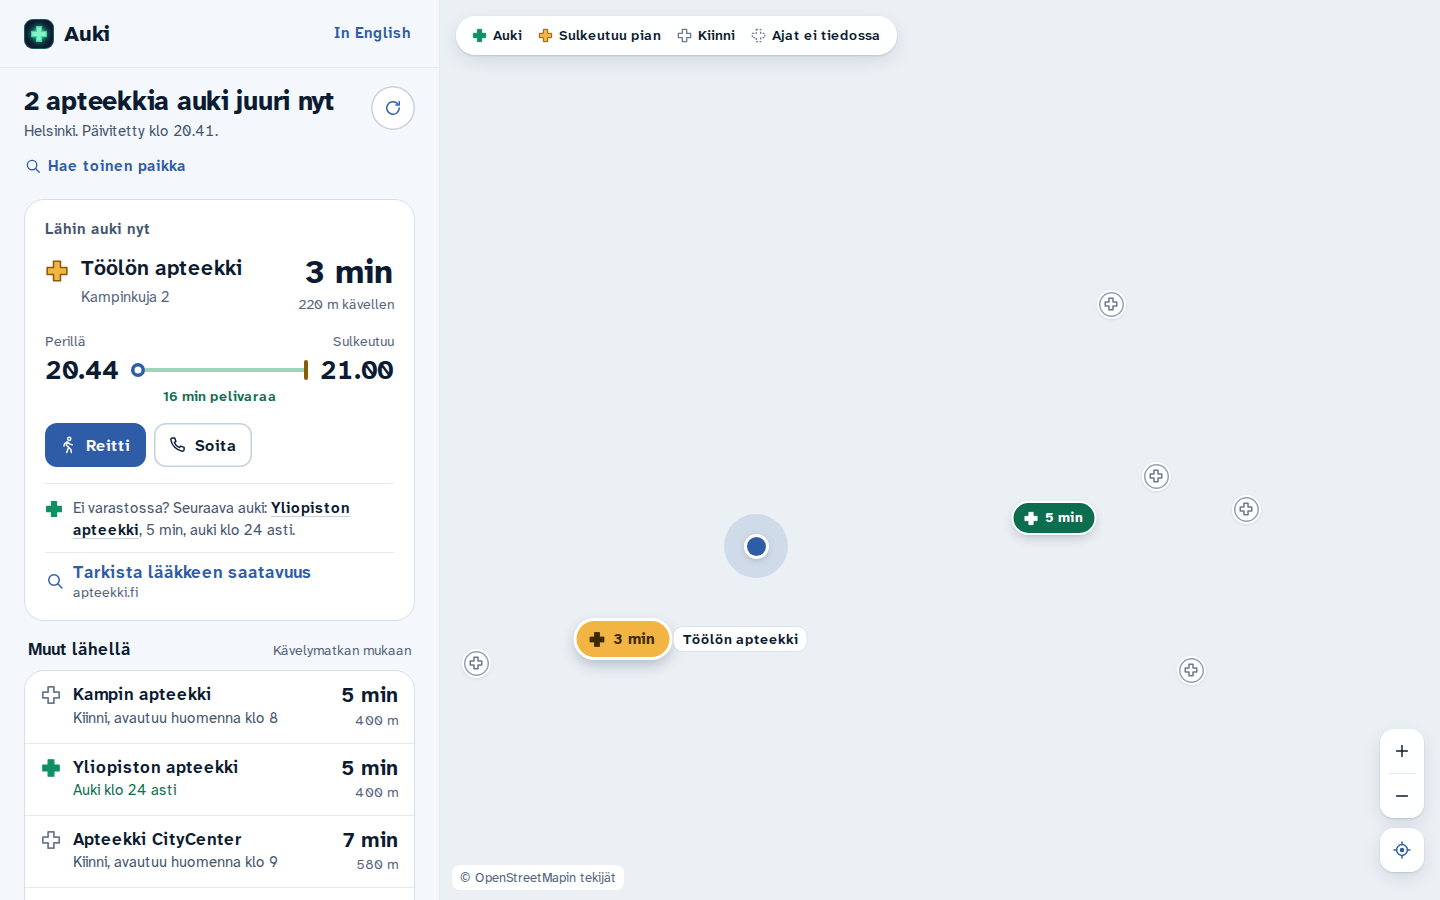 Auki
In English
2 apteekkia auki juuri nyt
Helsinki. Päivitetty klo 20.41.
Hae toinen paikka
Lähin auki nyt
Töölön apteekki
3 min
Kampinkuja 2
220 m kävellen
Perillä
Sulkeutuu
20.44
21.00
16 min pelivaraa
Reitti
Soita
Ei varastossa? Seuraava auki: Yliopiston
apteekki, 5 min, auki klo 24 asti.
Tarkista lääkkeen saatavuus
apteekki.fi
Muut lähellä
Kävelymatkan mukaan
Kampin apteekki
5 min
Kiinni, avautuu huomenna klo 8
400 m
Yliopiston apteekki
5 min
Auki klo 24 asti
400 m
Apteekki CityCenter
7 min
Kiinni, avautuu huomenna klo 9
580 m
Auki
Sulkeutuu pian
Kiinni
Ajat ei tiedossa
5 min
3 min
Töölön apteekki
+
−
© OpenStreetMapin tekijät